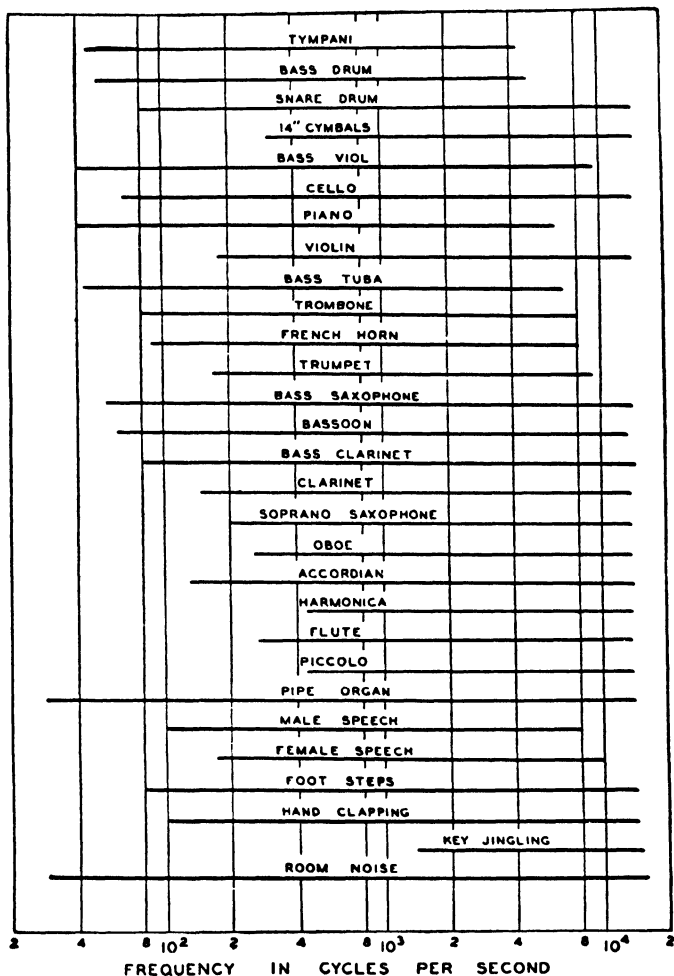 TYMPANI
BASS DRUM
SNARE DRUM
14" CYMBALS
BASS VIOL
CELLO
PIANO
VIOLIN
BASS TUBA
TROMBONE
FRENCH HORN
TRUMPET
BASS SAXOPHONE
BASSOON
BASS CLARINET
CLARINET
SOPRANO SAXOPHONE
OBOE
ACCORDIAN
HARMONICA
FLUTE
PICCOLO
PIPE ORGAN
MALE SPEECH
FEMALE SPEECH
FOOT STEPS
HAND CLAPPING
KEY JINGLING
ROOM NOISE
2 4 8 10² 2 4 8 10³ 2 4 8 10⁴ 2
FREQUENCY IN CYCLES PER SECOND